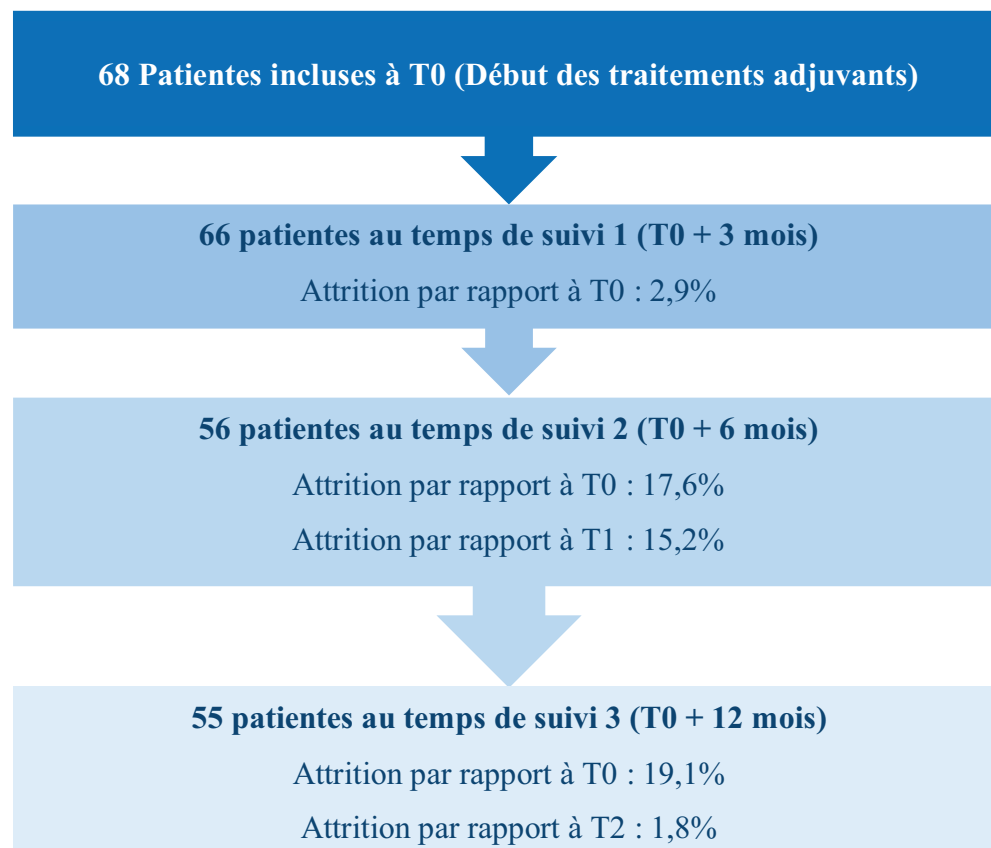 68 Patientes incluses à T0 (Début des traitements adjuvants)
66 patientes au temps de suivi 1 (T0 + 3 mois)
Attrition par rapport à T0 : 2,9%
56 patientes au temps de suivi 2 (T0 + 6 mois)
Attrition par rapport à T0 : 17,6%
Attrition par rapport à T1 : 15,2%
55 patientes au temps de suivi 3 (T0 + 12 mois)
Attrition par rapport à T0 : 19,1%
Attrition par rapport à T2 : 1,8%